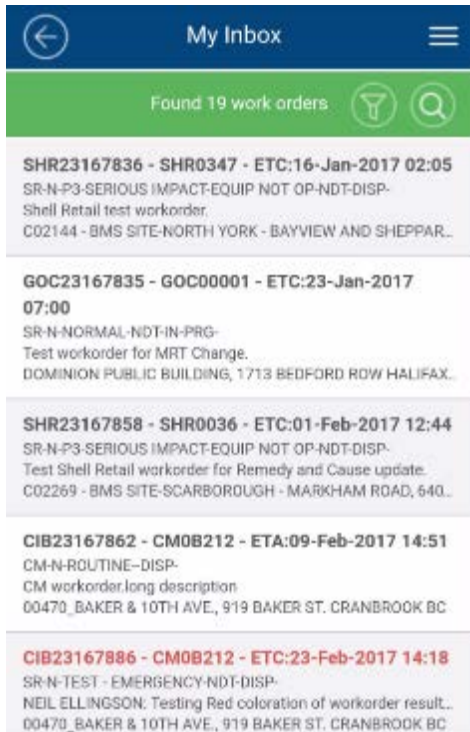 My Inbox
Found 19 work orders
SHR23167836 - SHR0347 - ETC:16-Jan-2017 02:05
SR-N-P3-SERIOUS IMPACT-EQUIP NOT OP-NDT-DISP-
Shell Retail test workorder.
C02144 - BMS SITE-NORTH YORK - BAYVIEW AND SHEPPAR...
GOC23167835 - GOC00001 - ETC:23-Jan-2017
07:00
SR-N-NORMAL-NDT-IN-PRG-
Test workorder for MRT Change.
DOMINION PUBLIC BUILDING, 1713 BEDFORD ROW HALIFAX...
SHR23167858 - SHR0036 - ETC:01-Feb-2017 12:44
SR-N-P3-SERIOUS IMPACT-EQUIP NOT OP-NDT-DISP-
Test Shell Retail workorder for Remedy and Cause update.
C02269 - BMS SITE-SCARBOROUGH - MARKHAM ROAD, 640...
CIB23167862 - CM0B212 - ETA:09-Feb-2017 14:51
CM-N-ROUTINE--DISP-
CM workorder.long description
00470_BAKER & 10TH AVE., 919 BAKER ST. CRANBROOK BC
CIB23167886 - CM0B212 - ETC:23-Feb-2017 14:18
SR-N-TEST - EMERGENCY-NDT-DISP-
NEIL ELLINGSON: Testing Red coloration of workorder result...
00470_BAKER & 10TH AVE., 919 BAKER ST. CRANBROOK BC